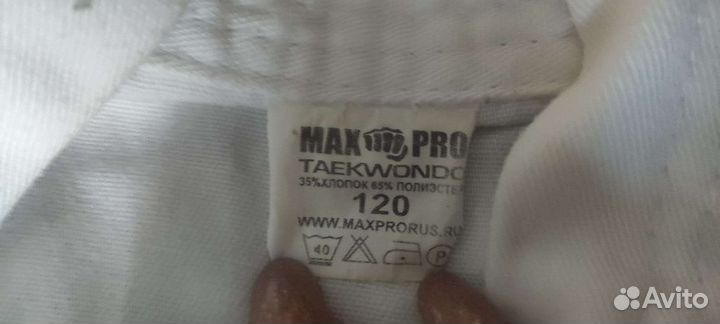 MAX PRO
TAEKWONDO
35%ХЛОПОК 65% ПОЛИЭСТЕ
120
WWW.MAXPRORUS.RU
40 P
Avito